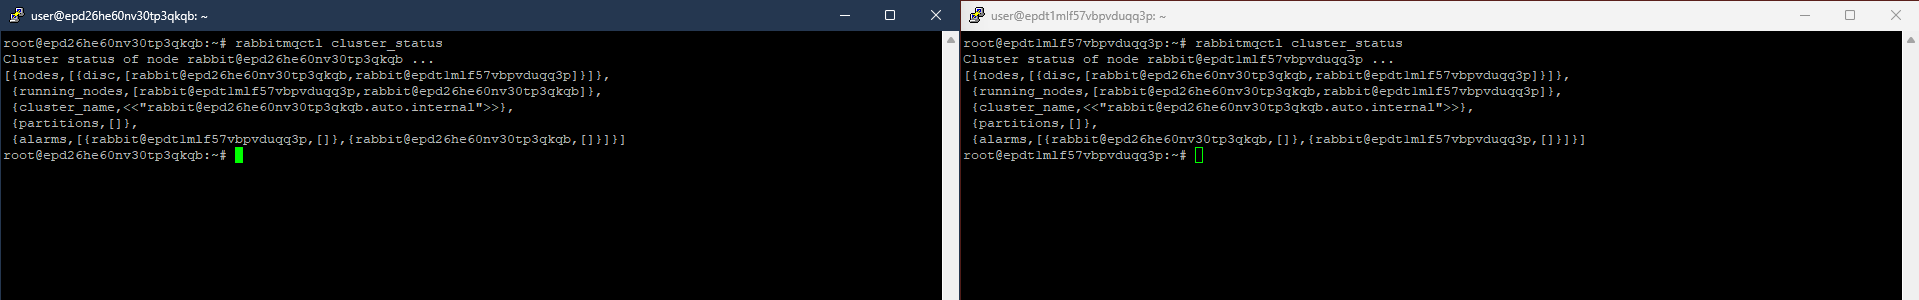 user@epd26he60nv30tp3qkqb: ~
root@epd26he60nv30tp3qkqb:~# rabbitmqctl cluster_status
Cluster status of node rabbit@epd26he60nv30tp3qkqb ...
[{nodes,[{disc,[rabbit@epd26he60nv30tp3qkqb,rabbit@epdt1mlf57vbpvduqq3p]}]},
 {running_nodes,[rabbit@epdt1mlf57vbpvduqq3p,rabbit@epd26he60nv30tp3qkqb]},
 {cluster_name,<<"rabbit@epd26he60nv30tp3qkqb.auto.internal">>},
 {partitions,[]},
 {alarms,[{rabbit@epdt1mlf57vbpvduqq3p,[]},{rabbit@epd26he60nv30tp3qkqb,[]}]}]
root@epd26he60nv30tp3qkqb:~#
user@epdt1mlf57vbpvduqq3p: ~
root@epdt1mlf57vbpvduqq3p:~# rabbitmqctl cluster_status
Cluster status of node rabbit@epdt1mlf57vbpvduqq3p ...
[{nodes,[{disc,[rabbit@epd26he60nv30tp3qkqb,rabbit@epdt1mlf57vbpvduqq3p]}]},
 {running_nodes,[rabbit@epd26he60nv30tp3qkqb,rabbit@epdt1mlf57vbpvduqq3p]},
 {cluster_name,<<"rabbit@epd26he60nv30tp3qkqb.auto.internal">>},
 {partitions,[]},
 {alarms,[{rabbit@epd26he60nv30tp3qkqb,[]},{rabbit@epdt1mlf57vbpvduqq3p,[]}]}]
root@epdt1mlf57vbpvduqq3p:~#